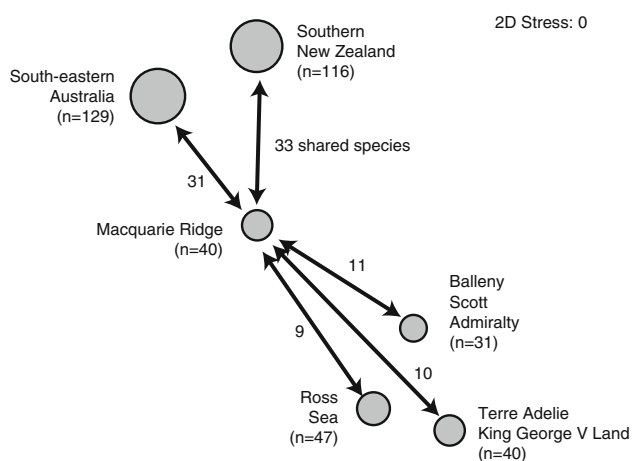 2D Stress: 0
Southern
New Zealand
(n=116)
South-eastern
Australia
(n=129)
33 shared species
31
Macquarie Ridge
(n=40)
11
Balleny
Scott
Admiralty
(n=31)
9
10
Ross
Sea
(n=47)
Terre Adelie
King George V Land
(n=40)